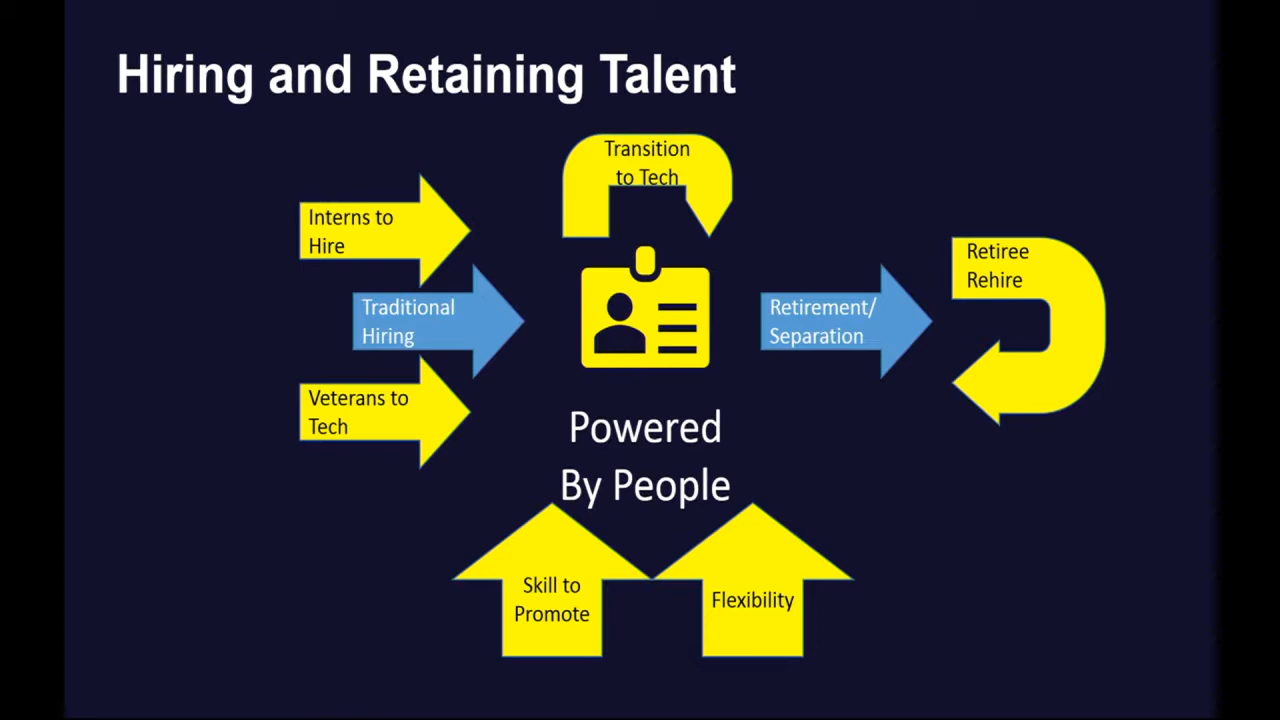 Hiring and Retaining Talent
Transition
to Tech
Interns to
Hire
Traditional
Hiring
Veterans to
Tech
Retirement/
Separation
Retiree
Rehire
Powered
By People
Skill to
Promote
Flexibility